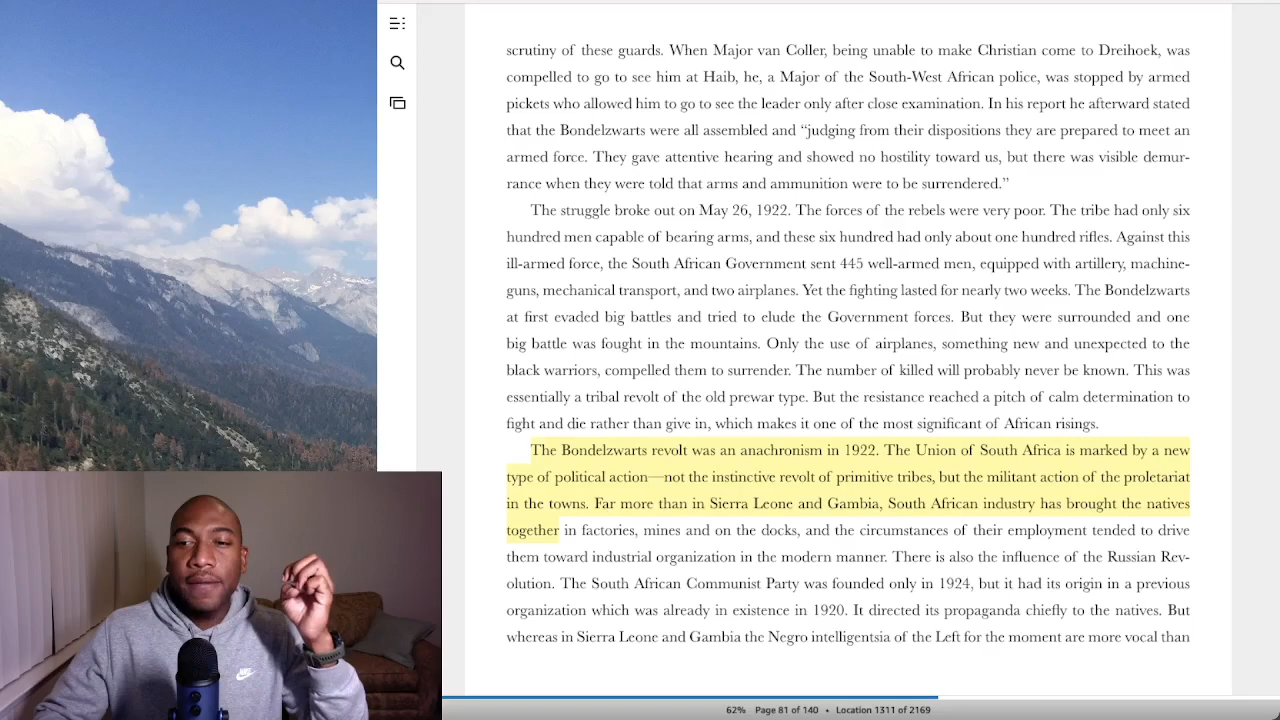 scrutiny of these guards. When Major van Coller, being unable to make Christian come to Dreihoek, was
compelled to go to see him at Haib, he, a Major of the South-West African police, was stopped by armed
pickets who allowed him to go to see the leader only after close examination. In his report he afterward stated
that the Bondelzwarts were all assembled and “judging from their dispositions they are prepared to meet an
armed force. They gave attentive hearing and showed no hostility toward us, but there was visible demur-
rance when they were told that arms and ammunition were to be surrendered.”
The struggle broke out on May 26, 1922. The forces of the rebels were very poor. The tribe had only six
hundred men capable of bearing arms, and these six hundred had only about one hundred rifles. Against this
ill-armed force, the South African Government sent 445 well-armed men, equipped with artillery, machine-
guns, mechanical transport, and two airplanes. Yet the fighting lasted for nearly two weeks. The Bondelzwarts
at first evaded big battles and tried to elude the Government forces. But they were surrounded and one
big battle was fought in the mountains. Only the use of airplanes, something new and unexpected to the
black warriors, compelled them to surrender. The number of killed will probably never be known. This was
essentially a tribal revolt of the old prewar type. But the resistance reached a pitch of calm determination to
fight and die rather than give in, which makes it one of the most significant of African risings.
The Bondelzwarts revolt was an anachronism in 1922. The Union of South Africa is marked by a new
type of political action—not the instinctive revolt of primitive tribes, but the militant action of the proletariat
in the towns. Far more than in Sierra Leone and Gambia, South African industry has brought the natives
together in factories, mines and on the docks, and the circumstances of their employment tended to drive
them toward industrial organization in the modern manner. There is also the influence of the Russian Rev-
olution. The South African Communist Party was founded only in 1924, but it had its origin in a previous
organization which was already in existence in 1920. It directed its propaganda chiefly to the natives. But
whereas in Sierra Leone and Gambia the Negro intelligentsia of the Left for the moment are more vocal than
62% Page 81 of 140 • Location 1311 of 2169